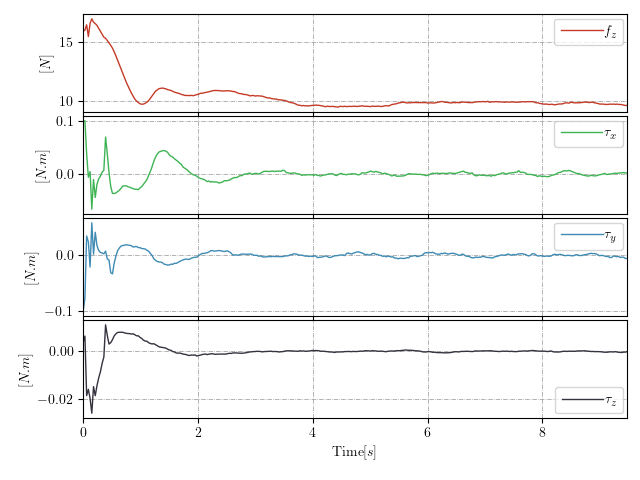 [N]
15
10
f_z
[N.m]
0.1
0.0
τ_x
[N.m]
0.0
−0.1
τ_y
[N.m]
0.00
−0.02
τ_z
0 2 4 6 8
Time[s]